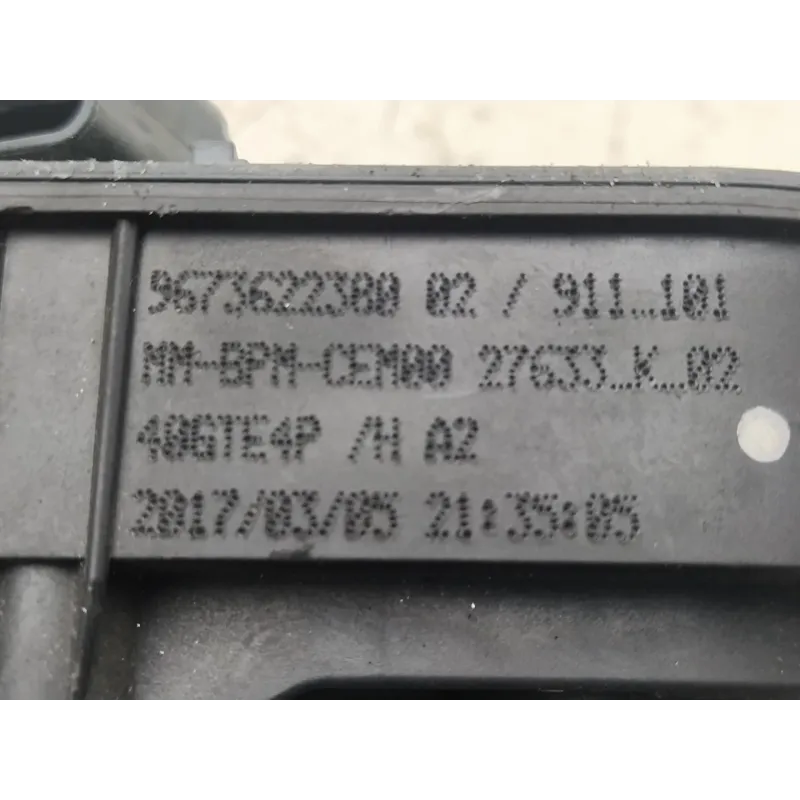 9673622380 02 / 911_101
MM-BPM-CEM00 27633_K_02
40GTE4P /H A2
2017/03/05 21:35:05